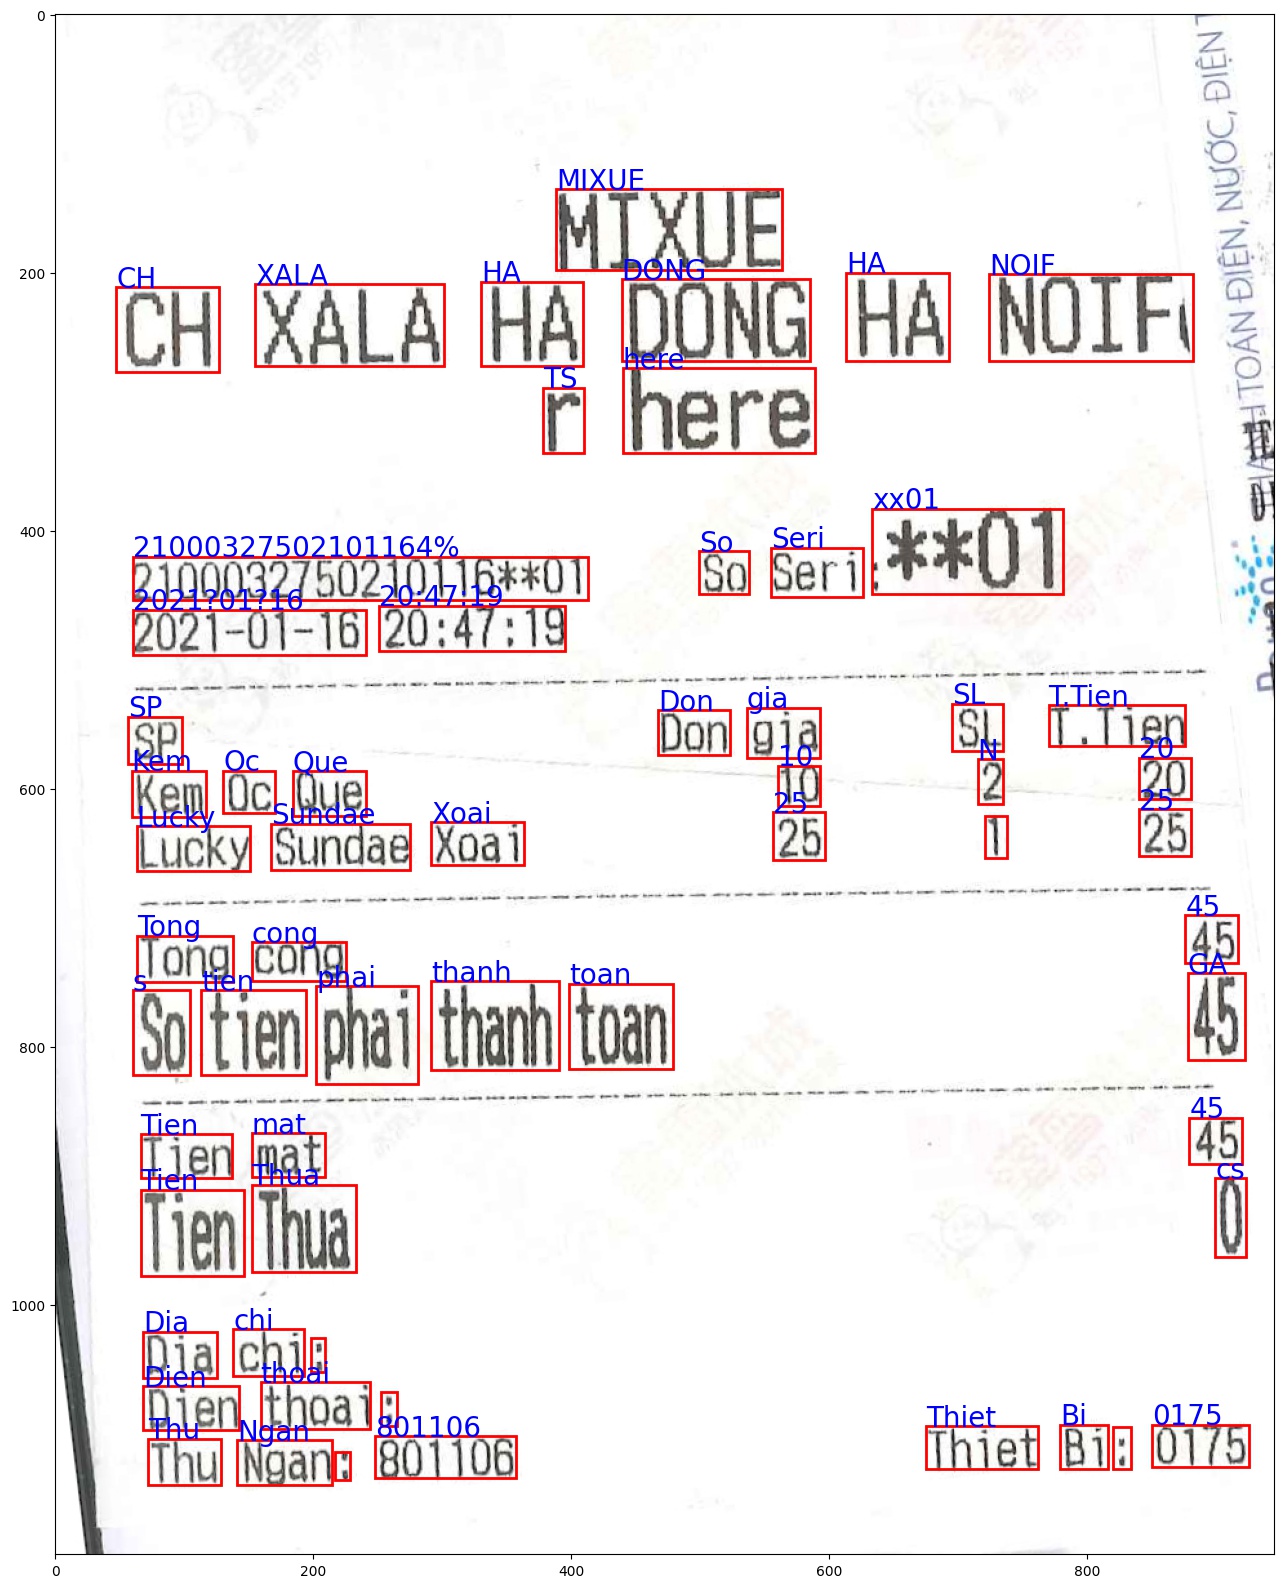 0
200
400
600
800
1000
0 200 400 600 800
MIXUE
MIXUE
CH XALA HA DONG HA NOIF
CH XALA HA DONG HA NOIF
TS here
r here
THANH TOÁN ĐIỆN, NƯỚC, ĐIỆN T
xx01
21000327502101164% So Seri
2100032750210116**01 So Seri: **01
2021?01?16 20:47:19
2021-01-16 20:47:19
SP Don gia SL T.Tien
SP Don gia SL T.Tien
Kem Oc Que 10 N 20
Kem Oc Que 10 2 20
Lucky Sundae Xoai 25 25
Lucky Sundae Xoai 25 1 25
Tong cong 45
Tong cong 45
s tien phai thanh toan GA
So tien phai thanh toan 45
Tien mat 45
Tien mat 45
Tien Thua cs
Tien Thua 0
Dia chi
Dia chi:
Dien thoai
Dien thoai:
Thu Ngan 801106 Thiet Bi 0175
Thu Ngan: 801106 Thiet Bi: 0175